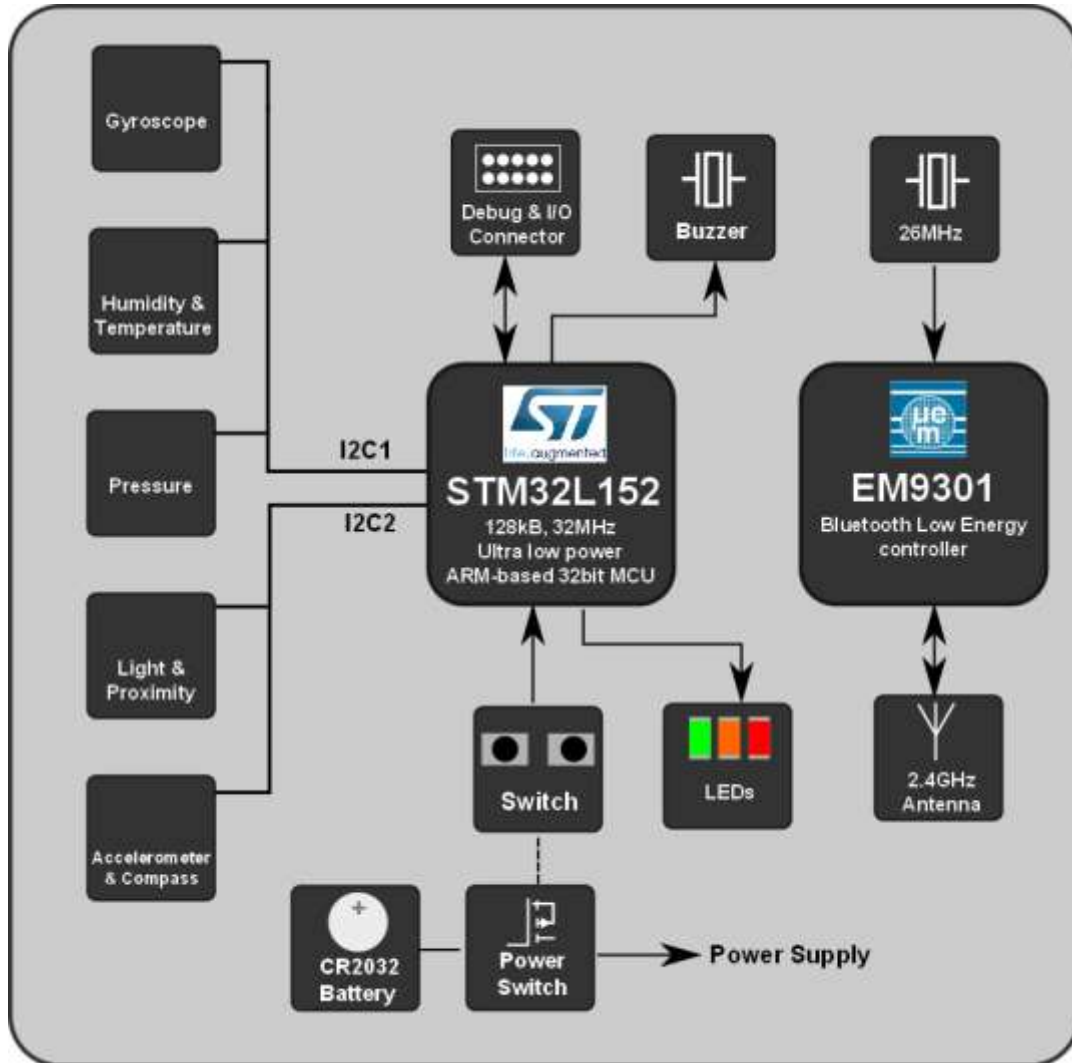 Gyroscope
Humidity &
Temperature
Pressure
Light &
Proximity
Accelerometer
& Compass
I2C1
I2C2
Debug & I/O
Connector
Buzzer
26MHz
ST
life.augmented
STM32L152
128kB, 32MHz
Ultra low power
ARM-based 32bit MCU
µem
EM9301
Bluetooth Low Energy
controller
Switch
LEDs
2.4GHz
Antenna
+
CR2032
Battery
Power
Switch
Power Supply